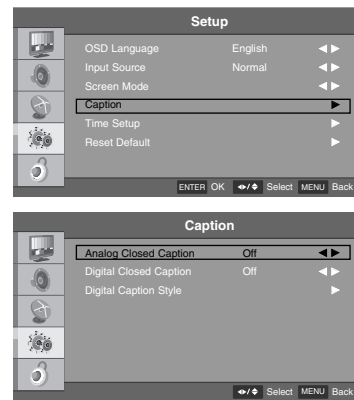 Setup
OSD Language English
Input Source Normal
Screen Mode
Caption
Time Setup
Reset Default
ENTER OK Select MENU Back
Caption
Analog Closed Caption Off
Digital Closed Caption Off
Digital Caption Style
Select MENU Back